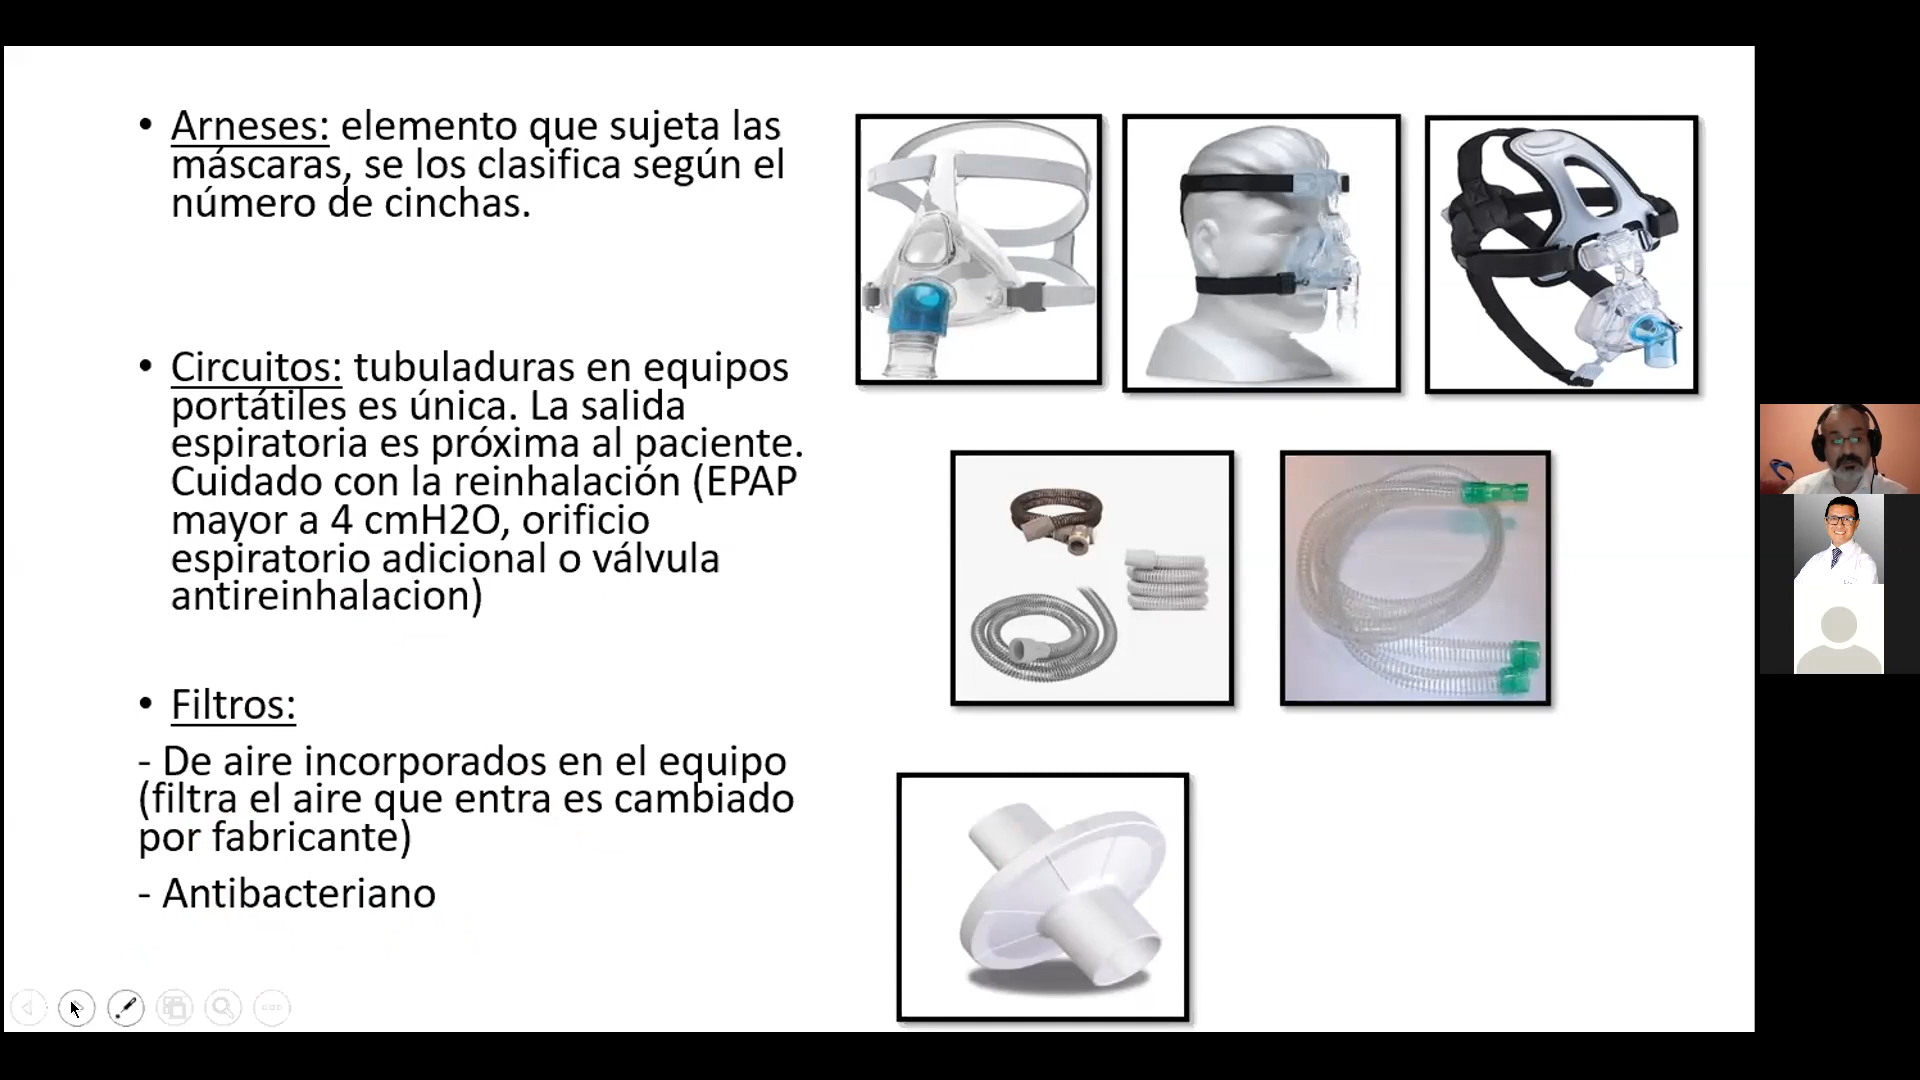 • Arneses: elemento que sujeta las
máscaras, se los clasifica según el
número de cinchas.
• Circuitos: tubuladuras en equipos
portátiles es única. La salida
espiratoria es próxima al paciente.
Cuidado con la reinhalación (EPAP
mayor a 4 cmH2O, orificio
espiratorio adicional o válvula
antireinhalacion)
• Filtros:
- De aire incorporados en el equipo
(filtra el aire que entra es cambiado
por fabricante)
- Antibacteriano